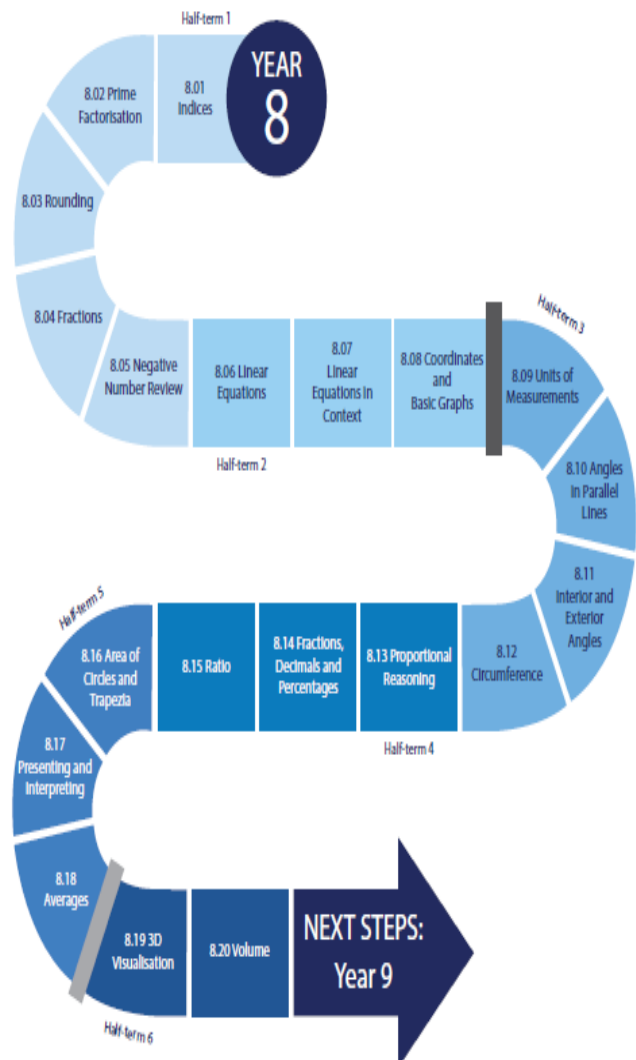 Half-term 1
YEAR
8
8.01
Indices
8.02 Prime
Factorisation
8.03 Rounding
8.04 Fractions
8.05 Negative
Number Review
8.06 Linear
Equations
8.07
Linear
Equations in
Context
8.08 Coordinates
and
Basic Graphs
Half-term 2
Half-term 3
8.09 Units of
Measurements
8.10 Angles
in Parallel
Lines
8.11
Interior and
Exterior
Angles
8.12
Circumference
8.13 Proportional
Reasoning
8.14 Fractions,
Decimals and
Percentages
8.15 Ratio
Half-term 4
Half-term 5
8.16 Area of
Circles and
Trapezia
8.17
Presenting and
Interpreting
8.18
Averages
8.19 3D
Visualisation
8.20 Volume
Half-term 6
NEXT STEPS:
Year 9